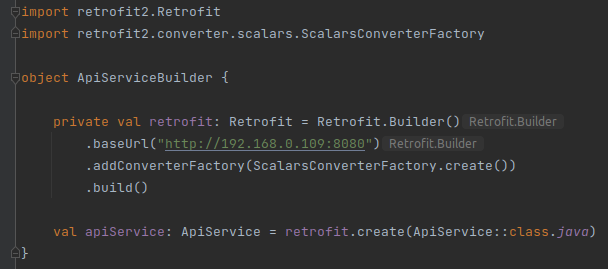 import retrofit2.Retrofit
import retrofit2.converter.scalars.ScalarsConverterFactory
object ApiServiceBuilder {
private val retrofit: Retrofit = Retrofit.Builder() Retrofit.Builder
.baseUrl("http://192.168.0.109:8080") Retrofit.Builder
.addConverterFactory(ScalarsConverterFactory.create())
.build()
val apiService: ApiService = retrofit.create(ApiService::class.java)
}